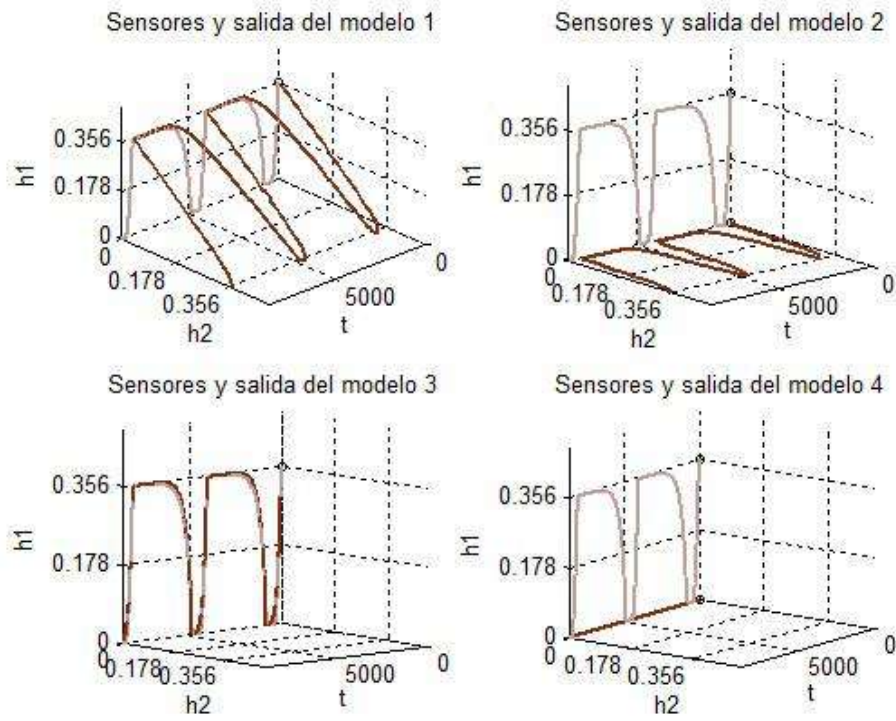 Sensores y salida del modelo 1
Sensores y salida del modelo 2
0.356
0.178
0
h1
0
0.178
0.356
h2
5000
0
t
0.356
0.178
0
h1
0
0.178
0.356
h2
5000
0
t
Sensores y salida del modelo 3
Sensores y salida del modelo 4
0.356
0.178
0
h1
0
0.178
0.356
h2
5000
0
t
0.356
0.178
0
h1
0
0.178
0.356
h2
5000
0
t